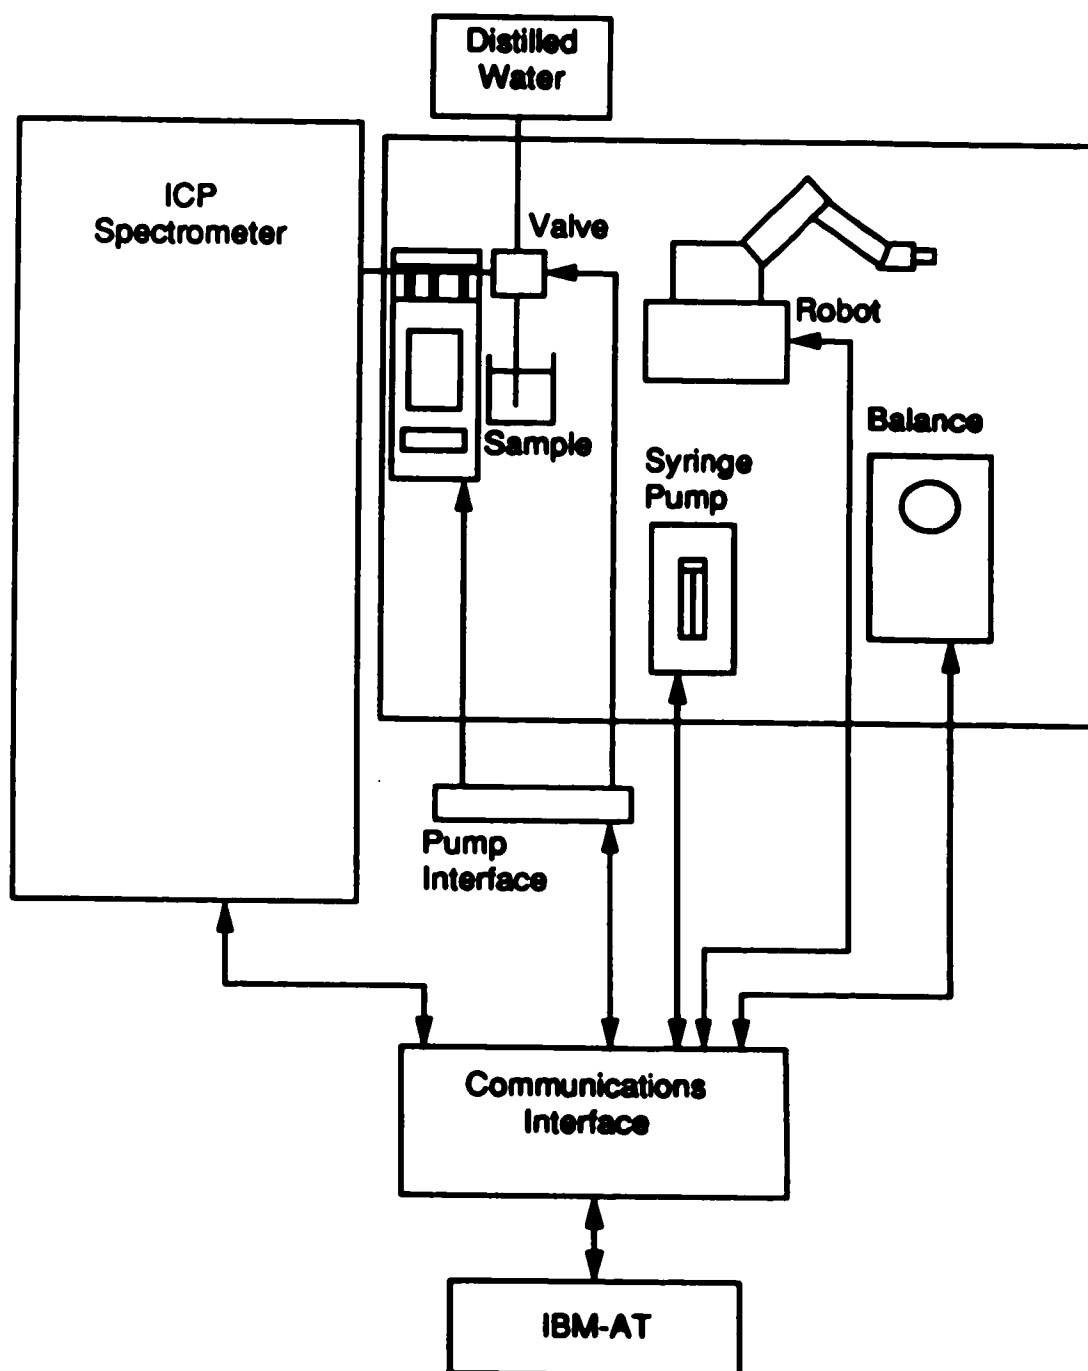 Distilled
Water
ICP
Spectrometer
Valve
Robot
Sample
Balance
Syringe
Pump
Pump
Interface
Communications
Interface
IBM-AT